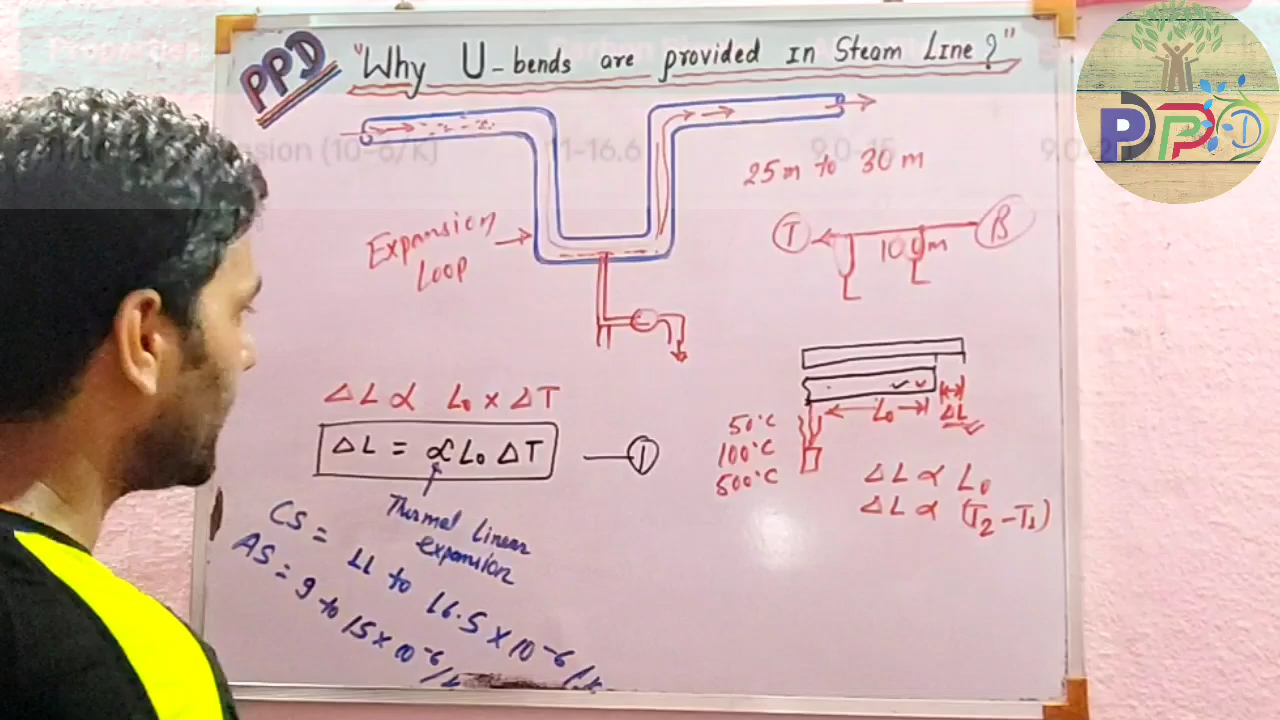 PPD
"Why U-bends are provided In Steam Line?"
PPD
25m to 30m
Expansion
Loop
T 100m B
ΔL ∝ L₀ × ΔT
ΔL = ∝ L₀ ΔT — 1
Thermal Linear
expansion
CS = 11 to 16.5 × 10⁻⁶/K
AS = 9 to 15 × 10⁻⁶/K
L₀
ΔL
50°C
100°C
500°C
ΔL ∝ L₀
ΔL ∝ (T₂ - T₁)